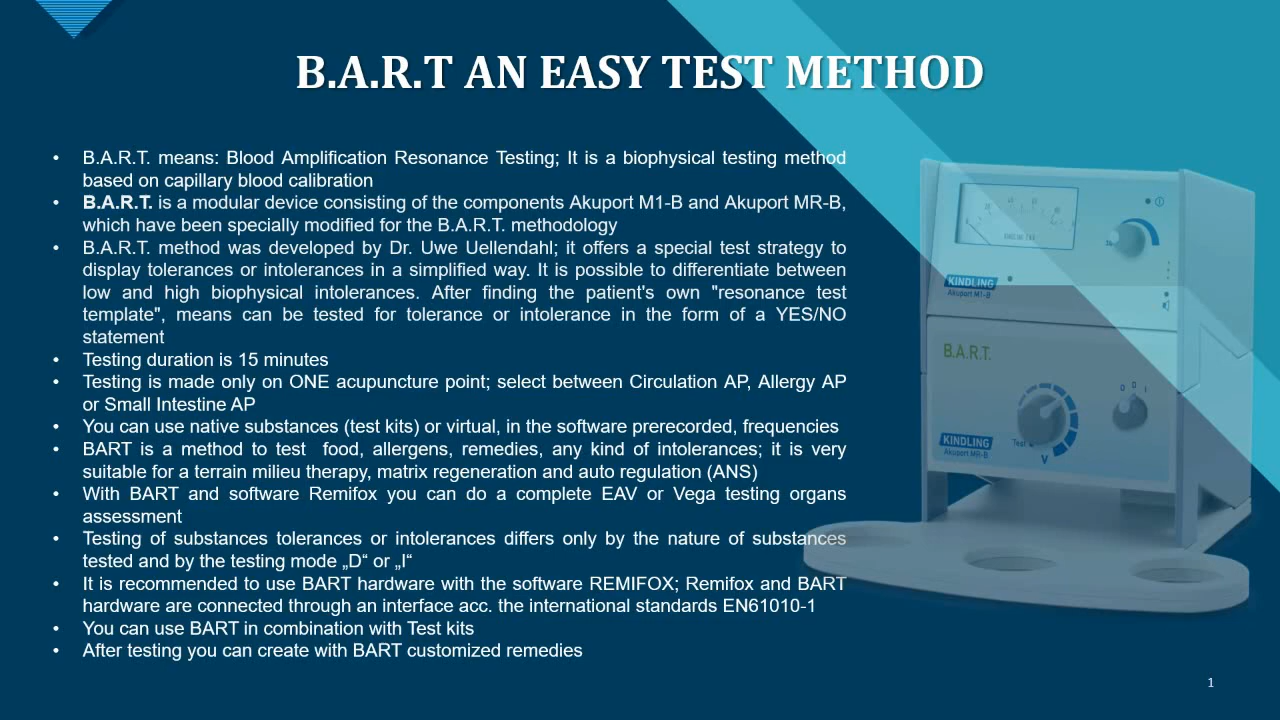 B.A.R.T AN EASY TEST METHOD
• B.A.R.T. means: Blood Amplification Resonance Testing; It is a biophysical testing method
based on capillary blood calibration
• B.A.R.T. is a modular device consisting of the components Akuport M1-B and Akuport MR-B,
which have been specially modified for the B.A.R.T. methodology
• B.A.R.T. method was developed by Dr. Uwe Uellendahl; it offers a special test strategy to
display tolerances or intolerances in a simplified way. It is possible to differentiate between
low and high biophysical intolerances. After finding the patient's own "resonance test
template", means can be tested for tolerance or intolerance in the form of a YES/NO
statement
• Testing duration is 15 minutes
• Testing is made only on ONE acupuncture point; select between Circulation AP, Allergy AP
or Small Intestine AP
• You can use native substances (test kits) or virtual, in the software prerecorded, frequencies
• BART is a method to test food, allergens, remedies, any kind of intolerances; it is very
suitable for a terrain milieu therapy, matrix regeneration and auto regulation (ANS)
• With BART and software Remifox you can do a complete EAV or Vega testing organs
assessment
• Testing of substances tolerances or intolerances differs only by the nature of substances
tested and by the testing mode „D“ or „I“
• It is recommended to use BART hardware with the software REMIFOX; Remifox and BART
hardware are connected through an interface acc. the international standards EN61010-1
• You can use BART in combination with Test kits
• After testing you can create with BART customized remedies
KINDLING
Akuport M1-B
B.A.R.T.
D 0 I
Test
KINDLING
Akuport MR-B
V
1